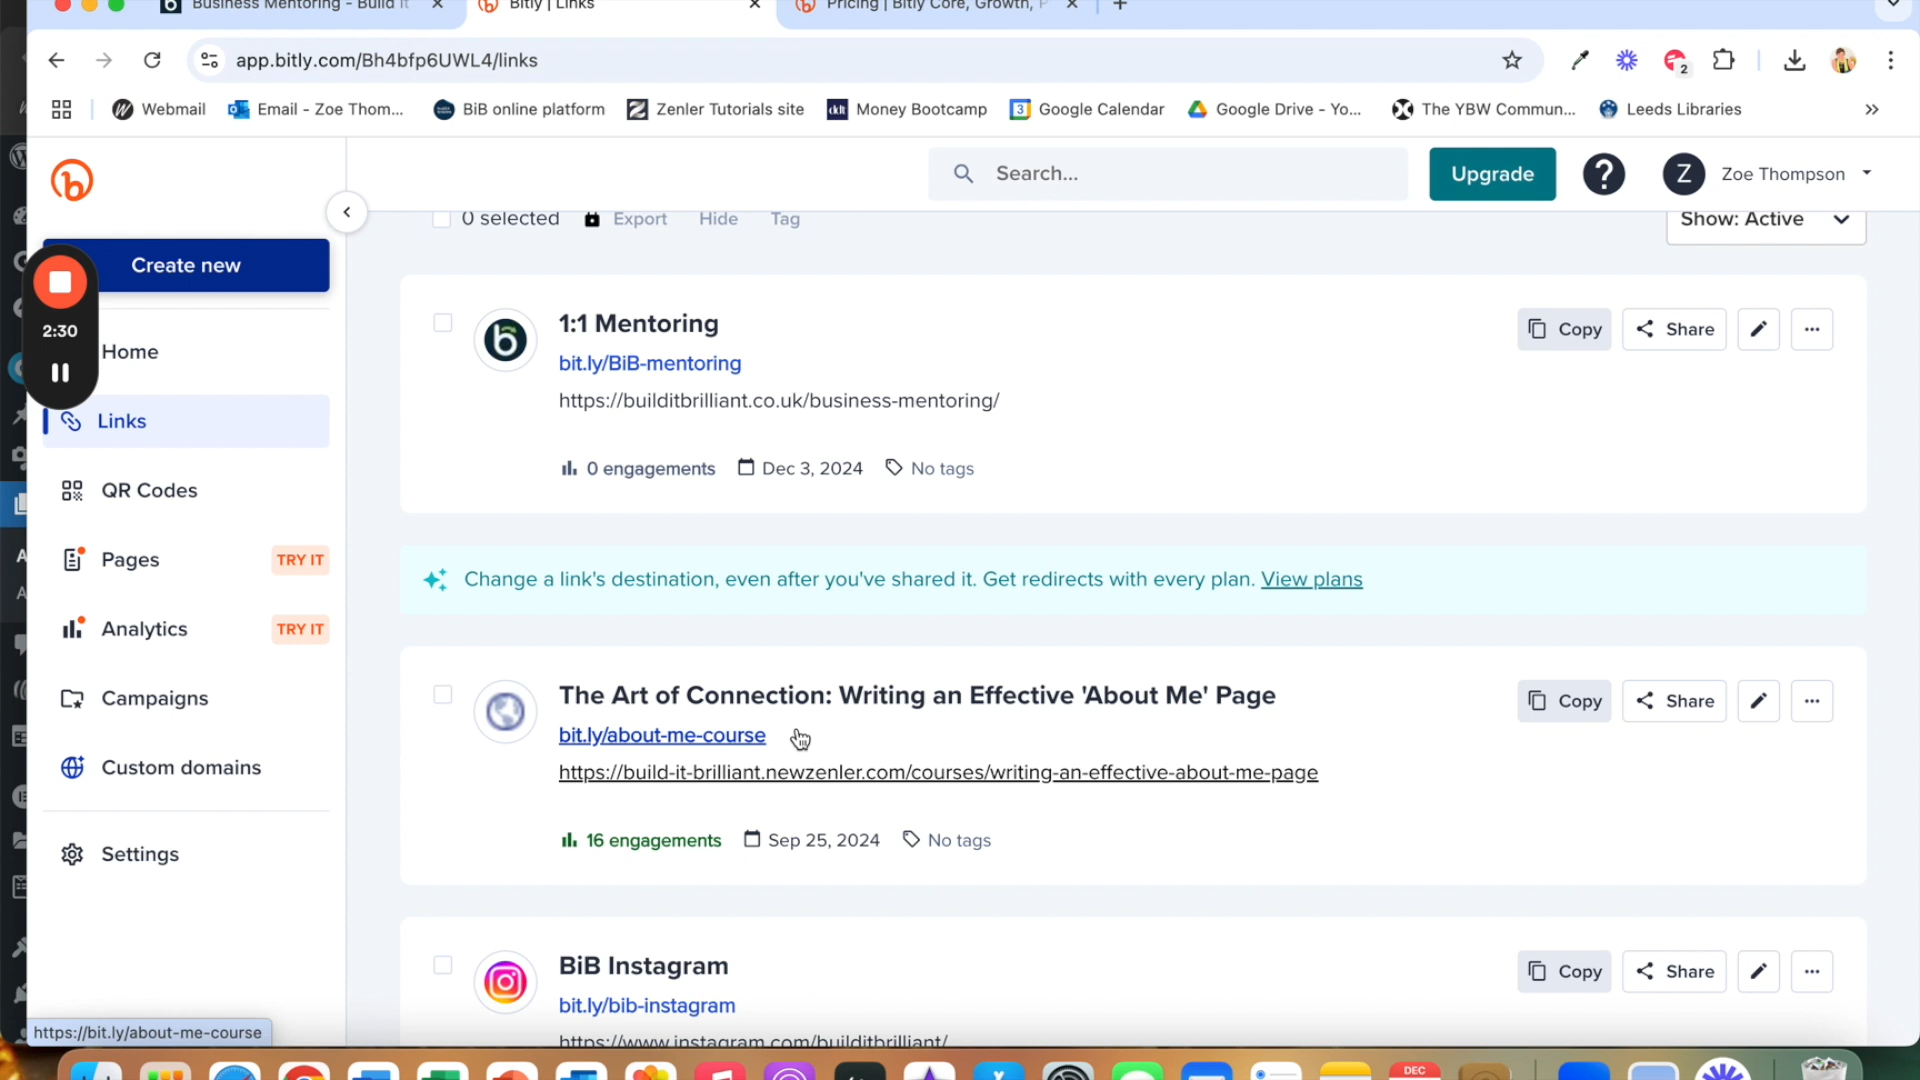 Business Mentoring - Build It
Bitly | Links
Pricing | Bitly Core, Growth, P
app.bitly.com/Bh4bfp6UWL4/links
2
Webmail
Email - Zoe Thom...
BiB online platform
Zenler Tutorials site
Money Bootcamp
Google Calendar
Google Drive - Yo...
The YBW Commun...
Leeds Libraries
Search...
Upgrade
Z
Zoe Thompson
0 selected
Export
Hide
Tag
Show: Active
Create new
2:30
Home
Links
QR Codes
Pages
TRY IT
Analytics
TRY IT
Campaigns
Custom domains
Settings
1:1 Mentoring
bit.ly/BiB-mentoring
https://builditbrilliant.co.uk/business-mentoring/
0 engagements
Dec 3, 2024
No tags
Copy
Share
Change a link's destination, even after you've shared it. Get redirects with every plan. View plans
The Art of Connection: Writing an Effective 'About Me' Page
bit.ly/about-me-course
https://build-it-brilliant.newzenler.com/courses/writing-an-effective-about-me-page
16 engagements
Sep 25, 2024
No tags
Copy
Share
BiB Instagram
bit.ly/bib-instagram
https://www.instagram.com/builditbrilliant/
Copy
Share
https://bit.ly/about-me-course
DEC